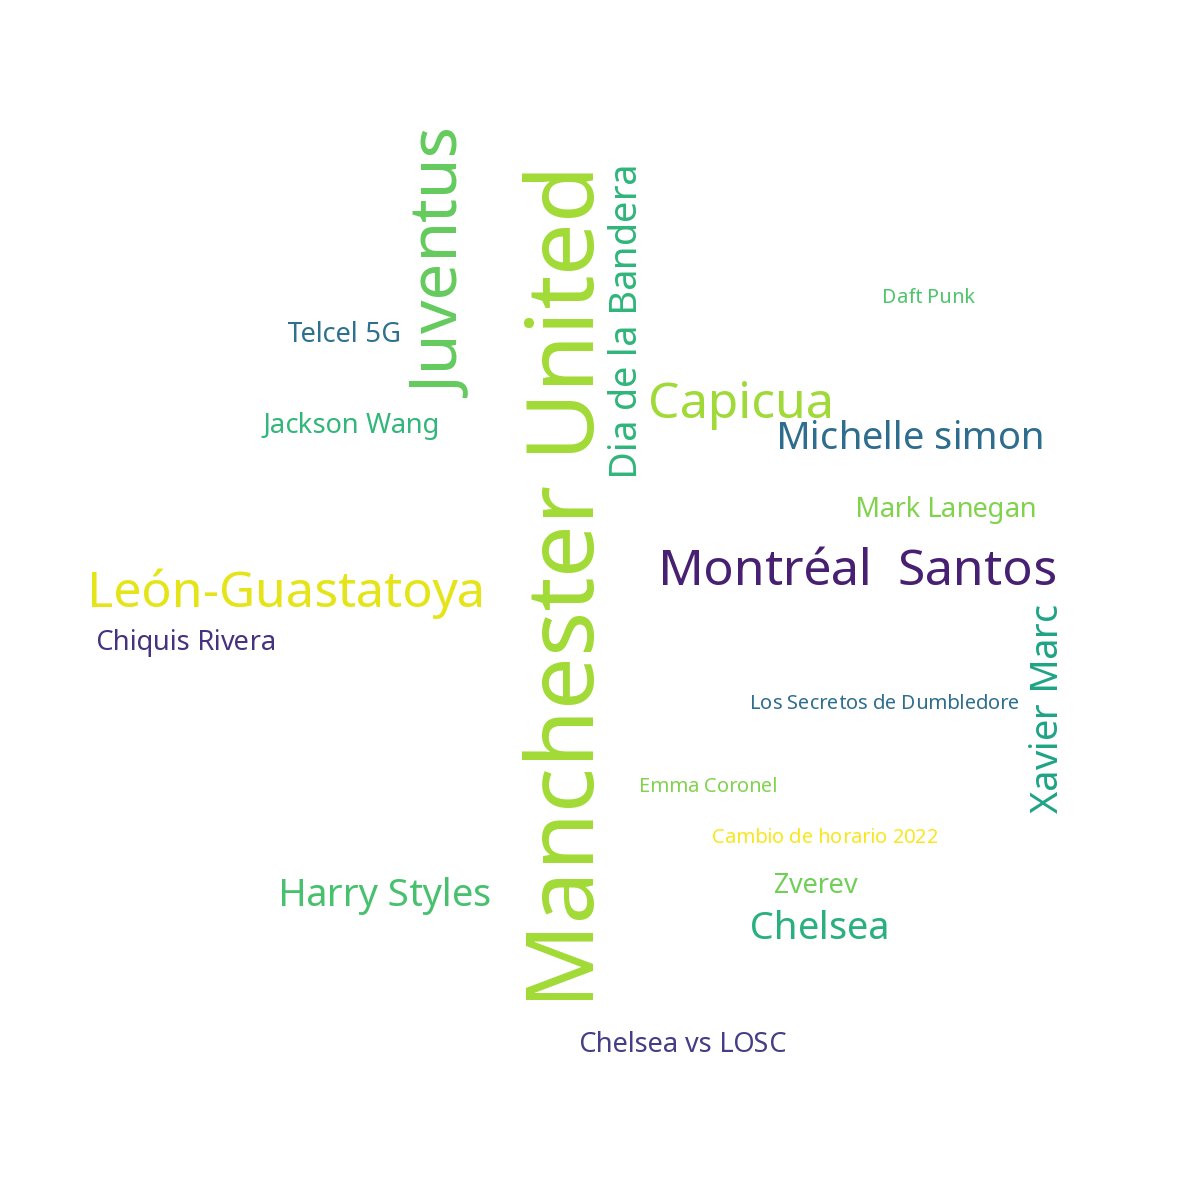 Juventus
Manchester United
Dia de la Bandera
Daft Punk
Telcel 5G
Capicua
Jackson Wang
Michelle simon
Mark Lanegan
Montréal  Santos
León-Guastatoya
Chiquis Rivera
Xavier Marc
Los Secretos de Dumbledore
Emma Coronel
Cambio de horario 2022
Zverev
Harry Styles
Chelsea
Chelsea vs LOSC